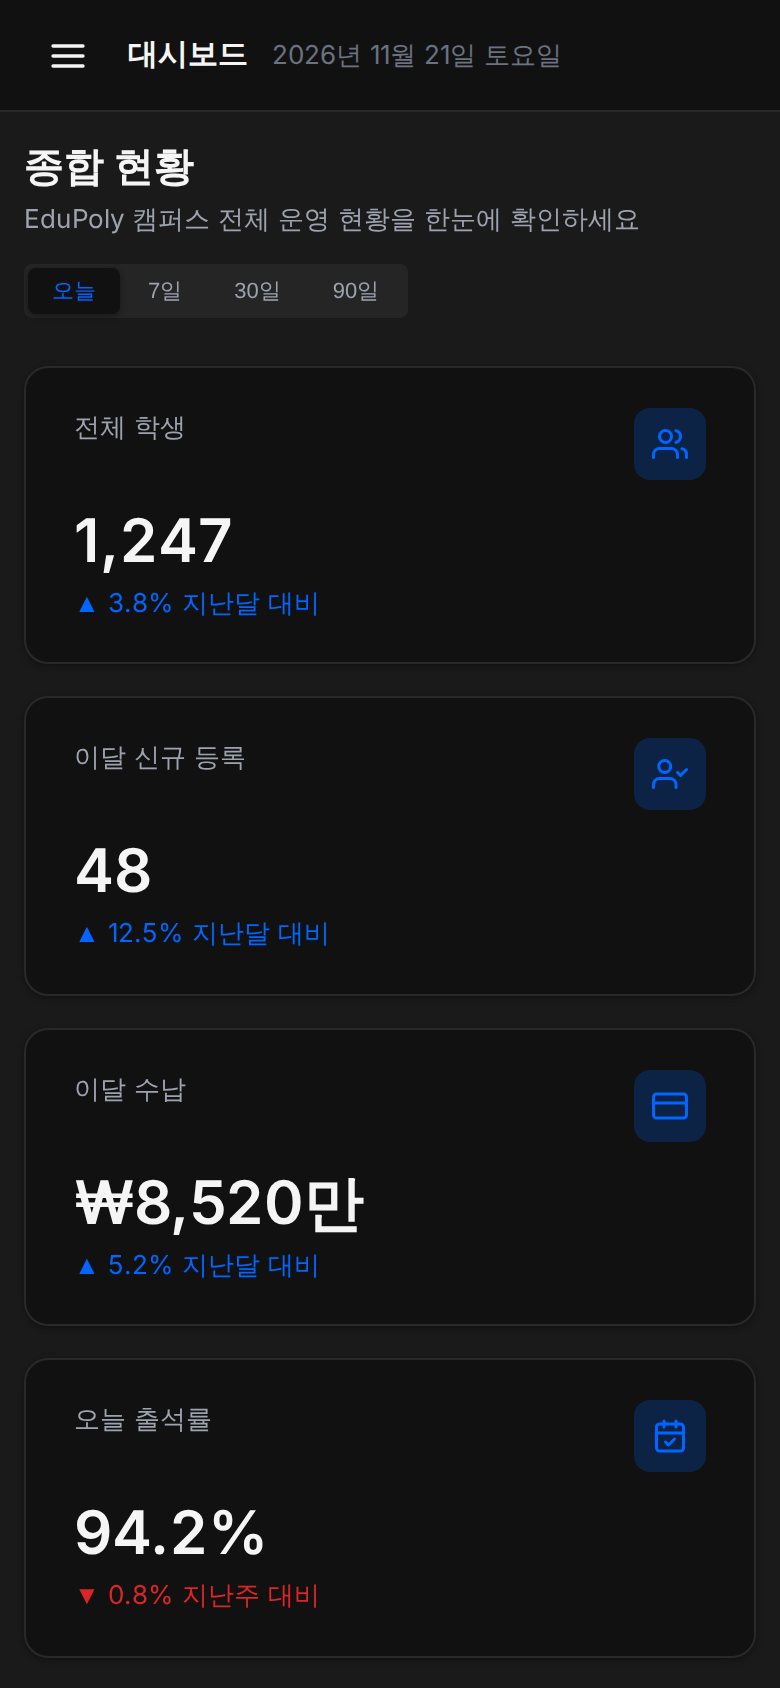 대시보드 2026년 11월 21일 토요일
종합 현황
EduPoly 캠퍼스 전체 운영 현황을 한눈에 확인하세요
오늘 7일 30일 90일
전체 학생
1,247
▲ 3.8% 지난달 대비
이달 신규 등록
48
▲ 12.5% 지난달 대비
이달 수납
₩8,520만
▲ 5.2% 지난달 대비
오늘 출석률
94.2%
▼ 0.8% 지난주 대비